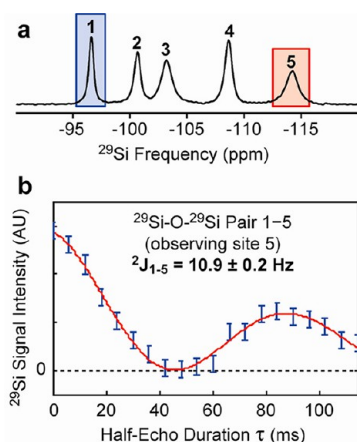 a
1
2
3
4
5
-95 -100 -105 -110 -115
²⁹Si Frequency (ppm)
b
²⁹Si Signal Intensity (AU)
²⁹Si-O-²⁹Si Pair 1–5
(observing site 5)
²J₁₋₅ = 10.9 ± 0.2 Hz
0
0 20 40 60 80 100
Half-Echo Duration τ (ms)